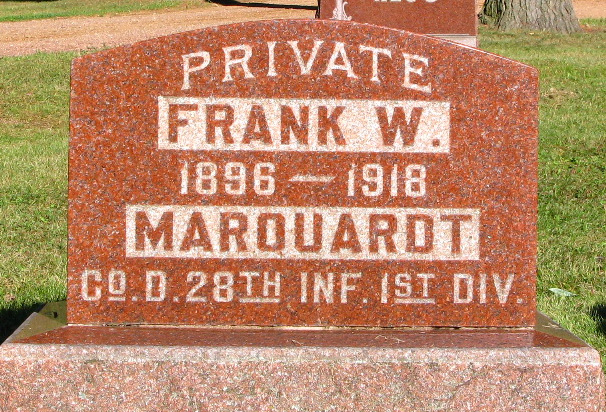 PRIVATE
FRANK W.
1896 — 1918
MARQUARDT
CO. D. 28TH INF. 1ST DIV.